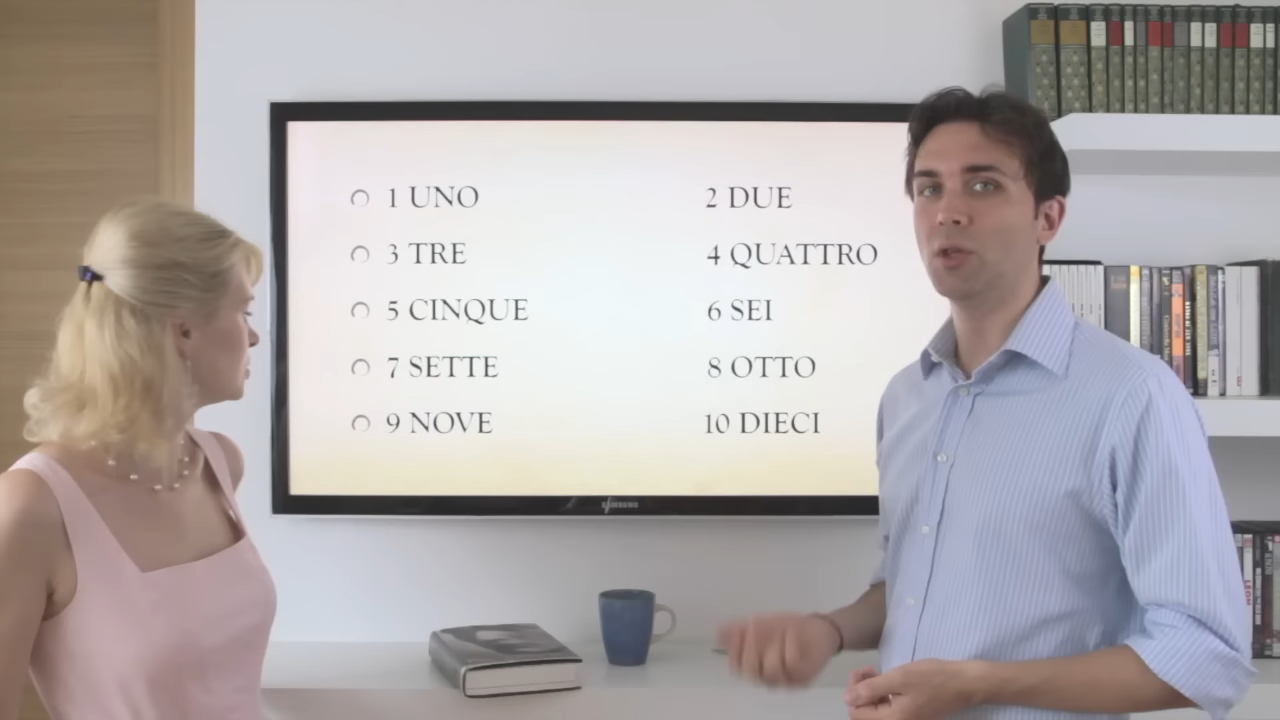 1 UNO 2 DUE
3 TRE 4 QUATTRO
5 CINQUE 6 SEI
7 SETTE 8 OTTO
9 NOVE 10 DIECI